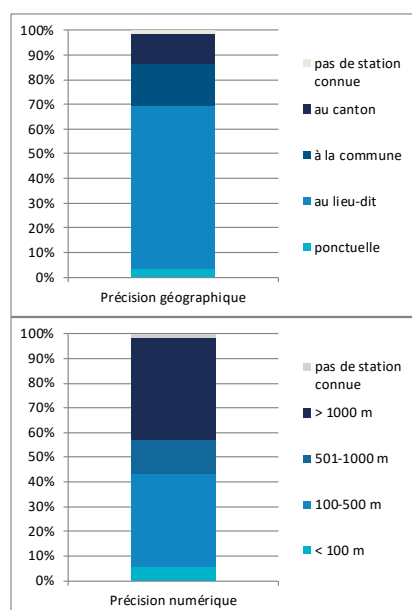 100%
90%
80%
70%
60%
50%
40%
30%
20%
10%
0%
Précision géographique
pas de station
connue
au canton
à la commune
au lieu-dit
ponctuelle
100%
90%
80%
70%
60%
50%
40%
30%
20%
10%
0%
Précision numérique
pas de station
connue
> 1000 m
501-1000 m
100-500 m
< 100 m